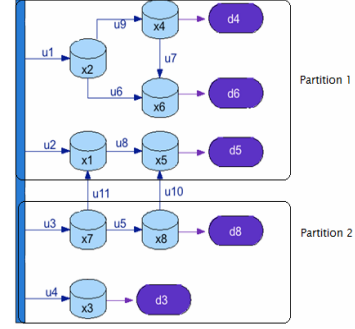 u9
x4
d4
u1
x2
u7
Partition 1
u6
x6
d6
u2
u8
x1
x5
d5
u11
u10
u3
x7
u5
x8
d8
Partition 2
u4
x3
d3